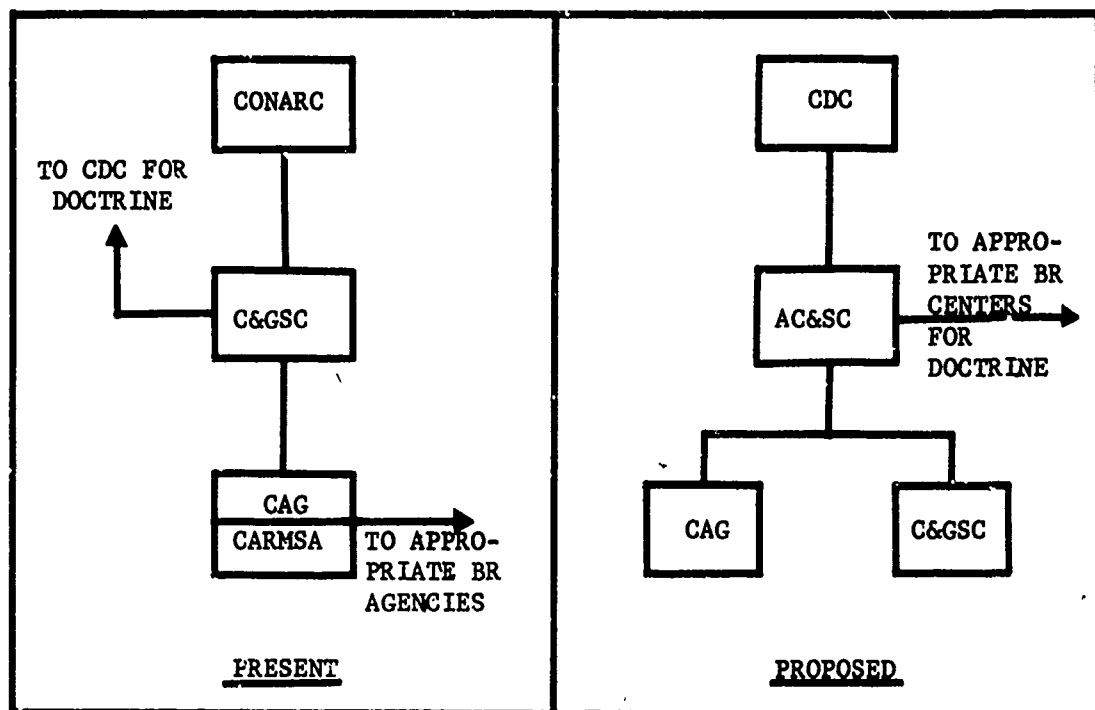 CONARC
TO CDC FOR
DOCTRINE
C&GSC
CAG
CARMSA
TO APPRO-
PRIATE BR
AGENCIES
PRESENT
CDC
TO APPRO-
PRIATE BR
CENTERS
FOR
DOCTRINE
AC&SC
CAG
C&GSC
PROPOSED